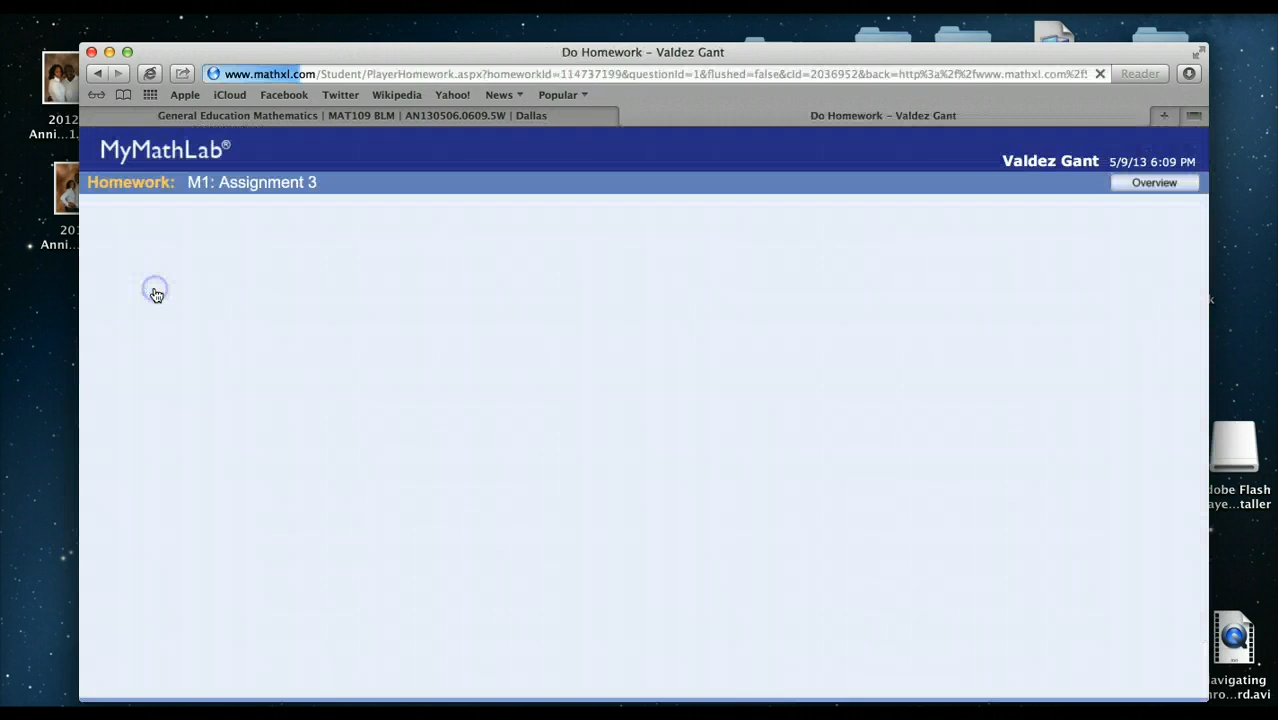 Do Homework – Valdez Gant
www.mathxl.com/Student/PlayerHomework.aspx?homeworkId=114737199&questionId=1&flushed=false&cId=2036952&back=http%3a%2f%2fwww.mathxl.com%2f!
Reader
Apple iCloud Facebook Twitter Wikipedia Yahoo! News Popular
General Education Mathematics | MAT109 BLM | AN130506.0609.5W | Dallas
Do Homework – Valdez Gant
MyMathLab®
Valdez Gant 5/9/13 6:09 PM
Homework: M1: Assignment 3
Overview
2012
Anni...1.
20
Anni...
k
dobe Flash
aye...taller
avigating
hro...rd.avi